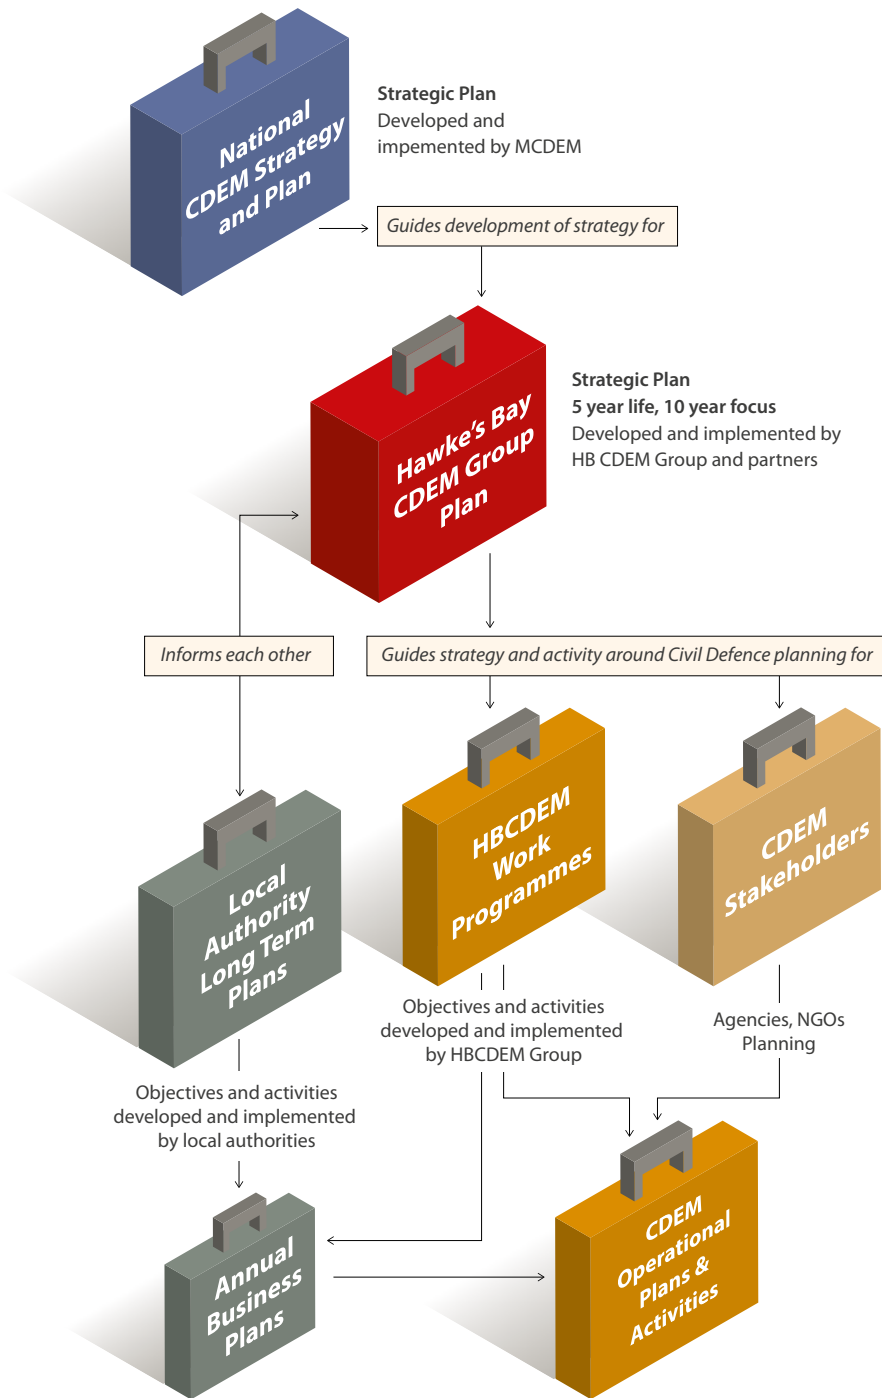 National
CDEM Strategy
and Plan
Strategic Plan
Developed and
impemented by MCDEM
Guides development of strategy for
Hawke's Bay
CDEM Group
Plan
Strategic Plan
5 year life, 10 year focus
Developed and implemented by
HB CDEM Group and partners
Informs each other
Guides strategy and activity around Civil Defence planning for
Local
Authority
Long Term
Plans
HBCDEM
Work
Programmes
CDEM
Stakeholders
Objectives and activities
developed and implemented
by HBCDEM Group
Agencies, NGOs
Planning
Objectives and activities
developed and implemented
by local authorities
Annual
Business
Plans
CDEM
Operational
Plans &
Activities